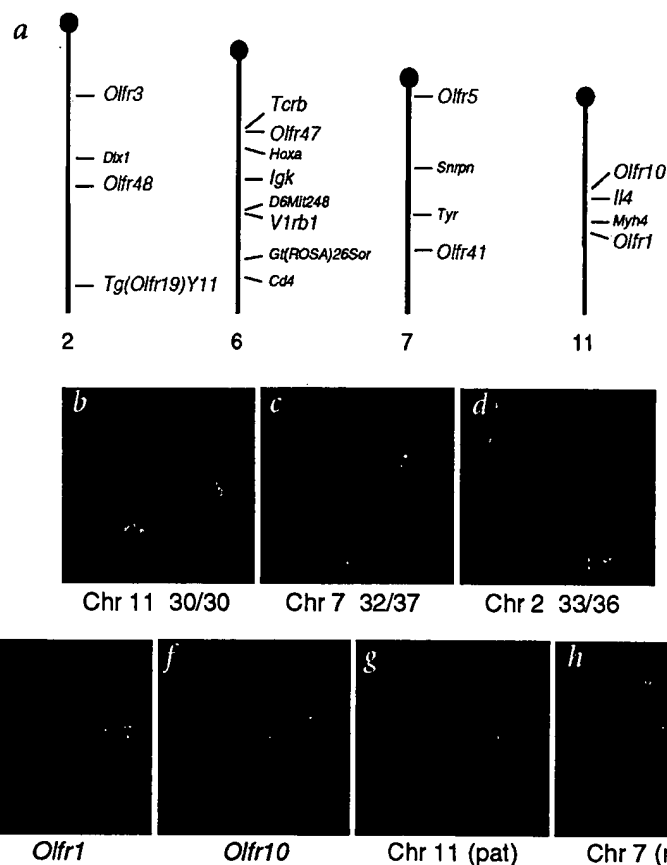 a
Olfr3
Dlx1
Olfr48
Tg(Olfr19)Y11
2
Tcrb
Olfr47
Hoxa
Igk
D6Mit248
V1rb1
Gt(ROSA)26Sor
Cd4
6
Olfr5
Snrpn
Tyr
Olfr41
7
Olfr10
Il4
Myh4
Olfr1
11
b c d
Chr 11 30/30 Chr 7 32/37 Chr 2 33/36
f g h
Olfr1 Olfr10 Chr 11 (pat) Chr 7 (